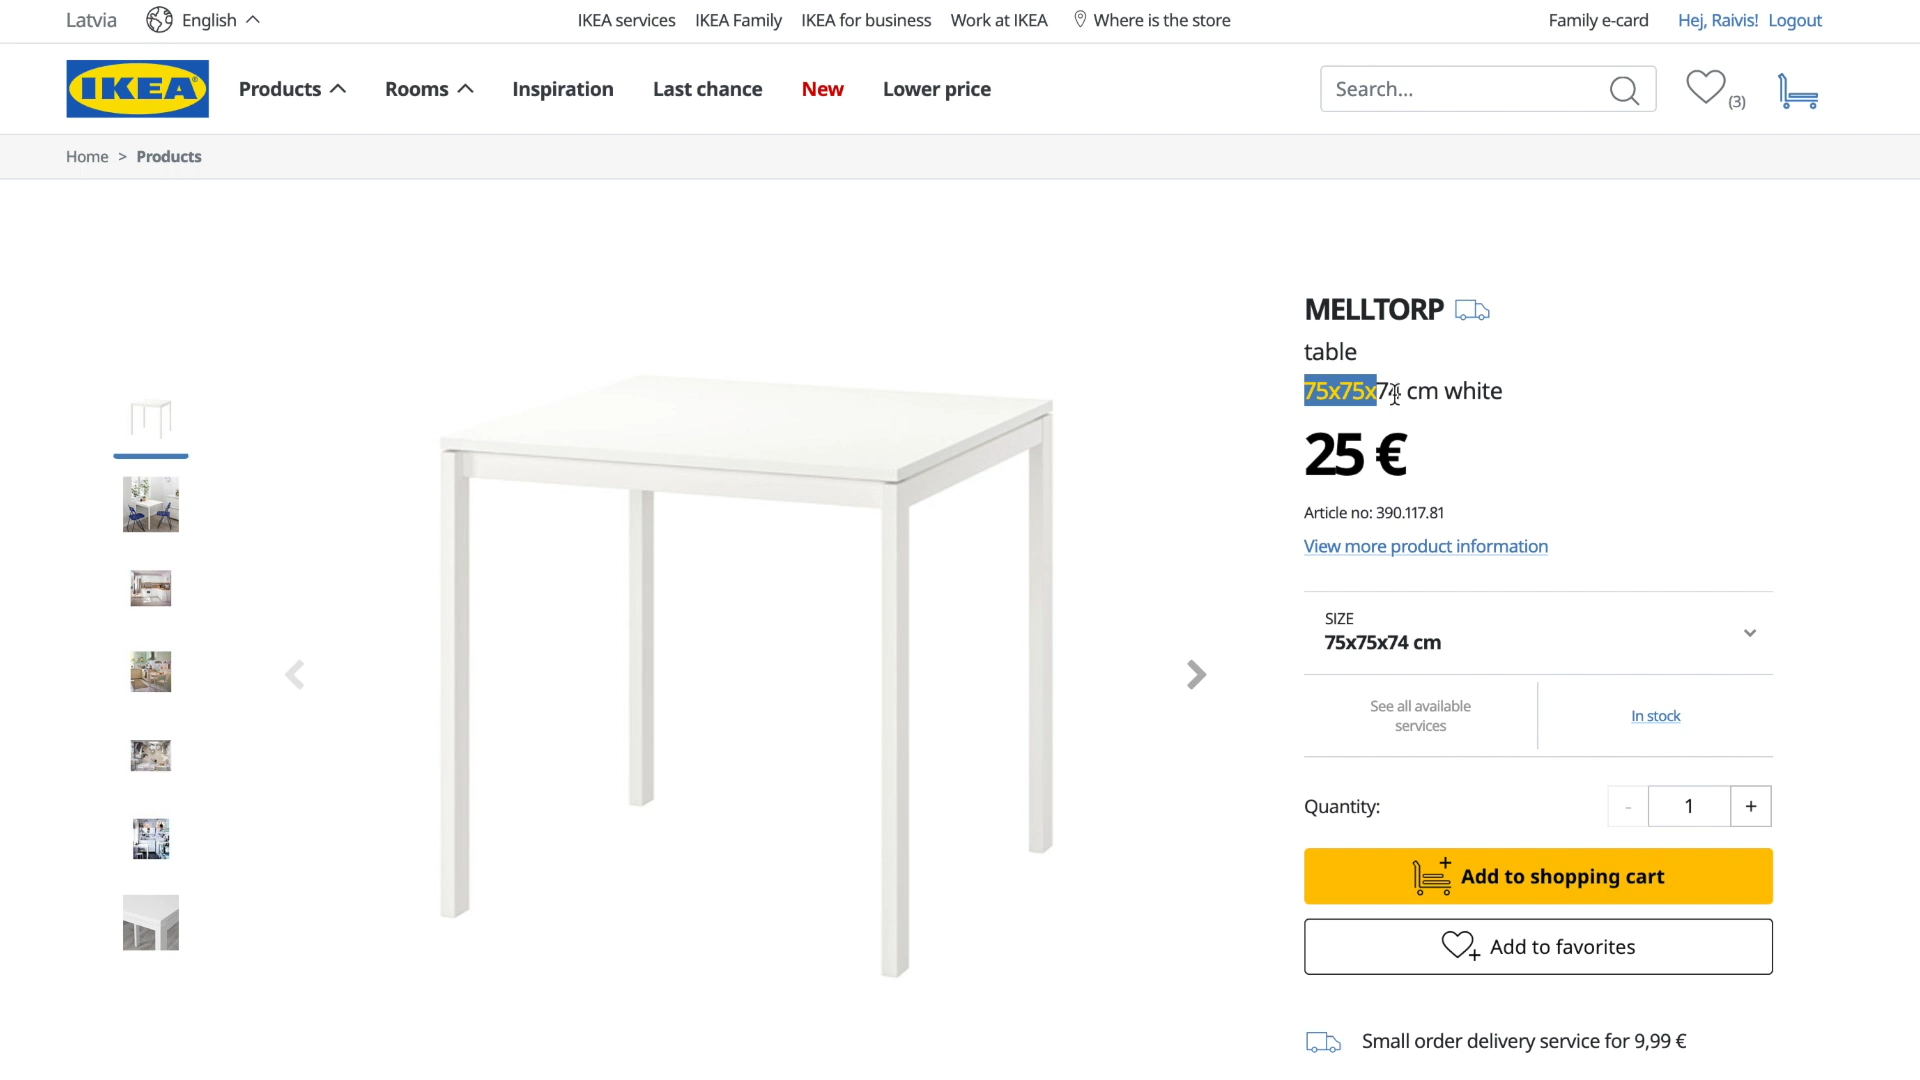 Latvia English IKEA services IKEA Family IKEA for business Work at IKEA Where is the store Family e-card Hej, Raivis! Logout
IKEA Products Rooms Inspiration Last chance New Lower price Search... (3)
Home > Products
MELLTORP
table
75x75x74 cm white
25 €
Article no: 390.117.81
View more product information
SIZE
75x75x74 cm
See all available
services
In stock
Quantity: - 1 +
Add to shopping cart
Add to favorites
Small order delivery service for 9,99 €